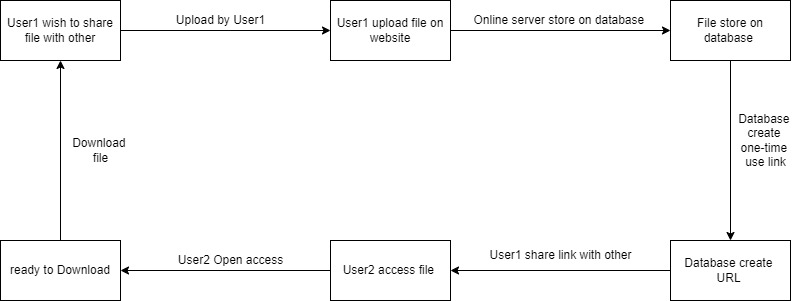 User1 wish to share
file with other
Upload by User1
User1 upload file on
website
Online server store on database
File store on
database
Database
create
one-time
use link
Database create
URL
User1 share link with other
User2 access file
User2 Open access
ready to Download
Download
file